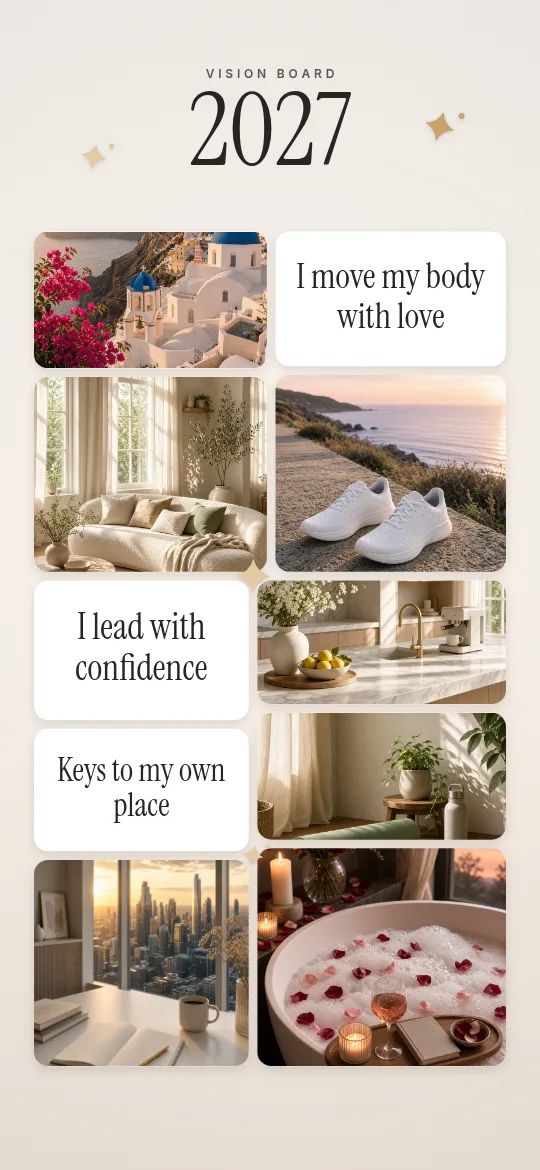 VISION BOARD
2027
I move my body
with love
I lead with
confidence
Keys to my own
place